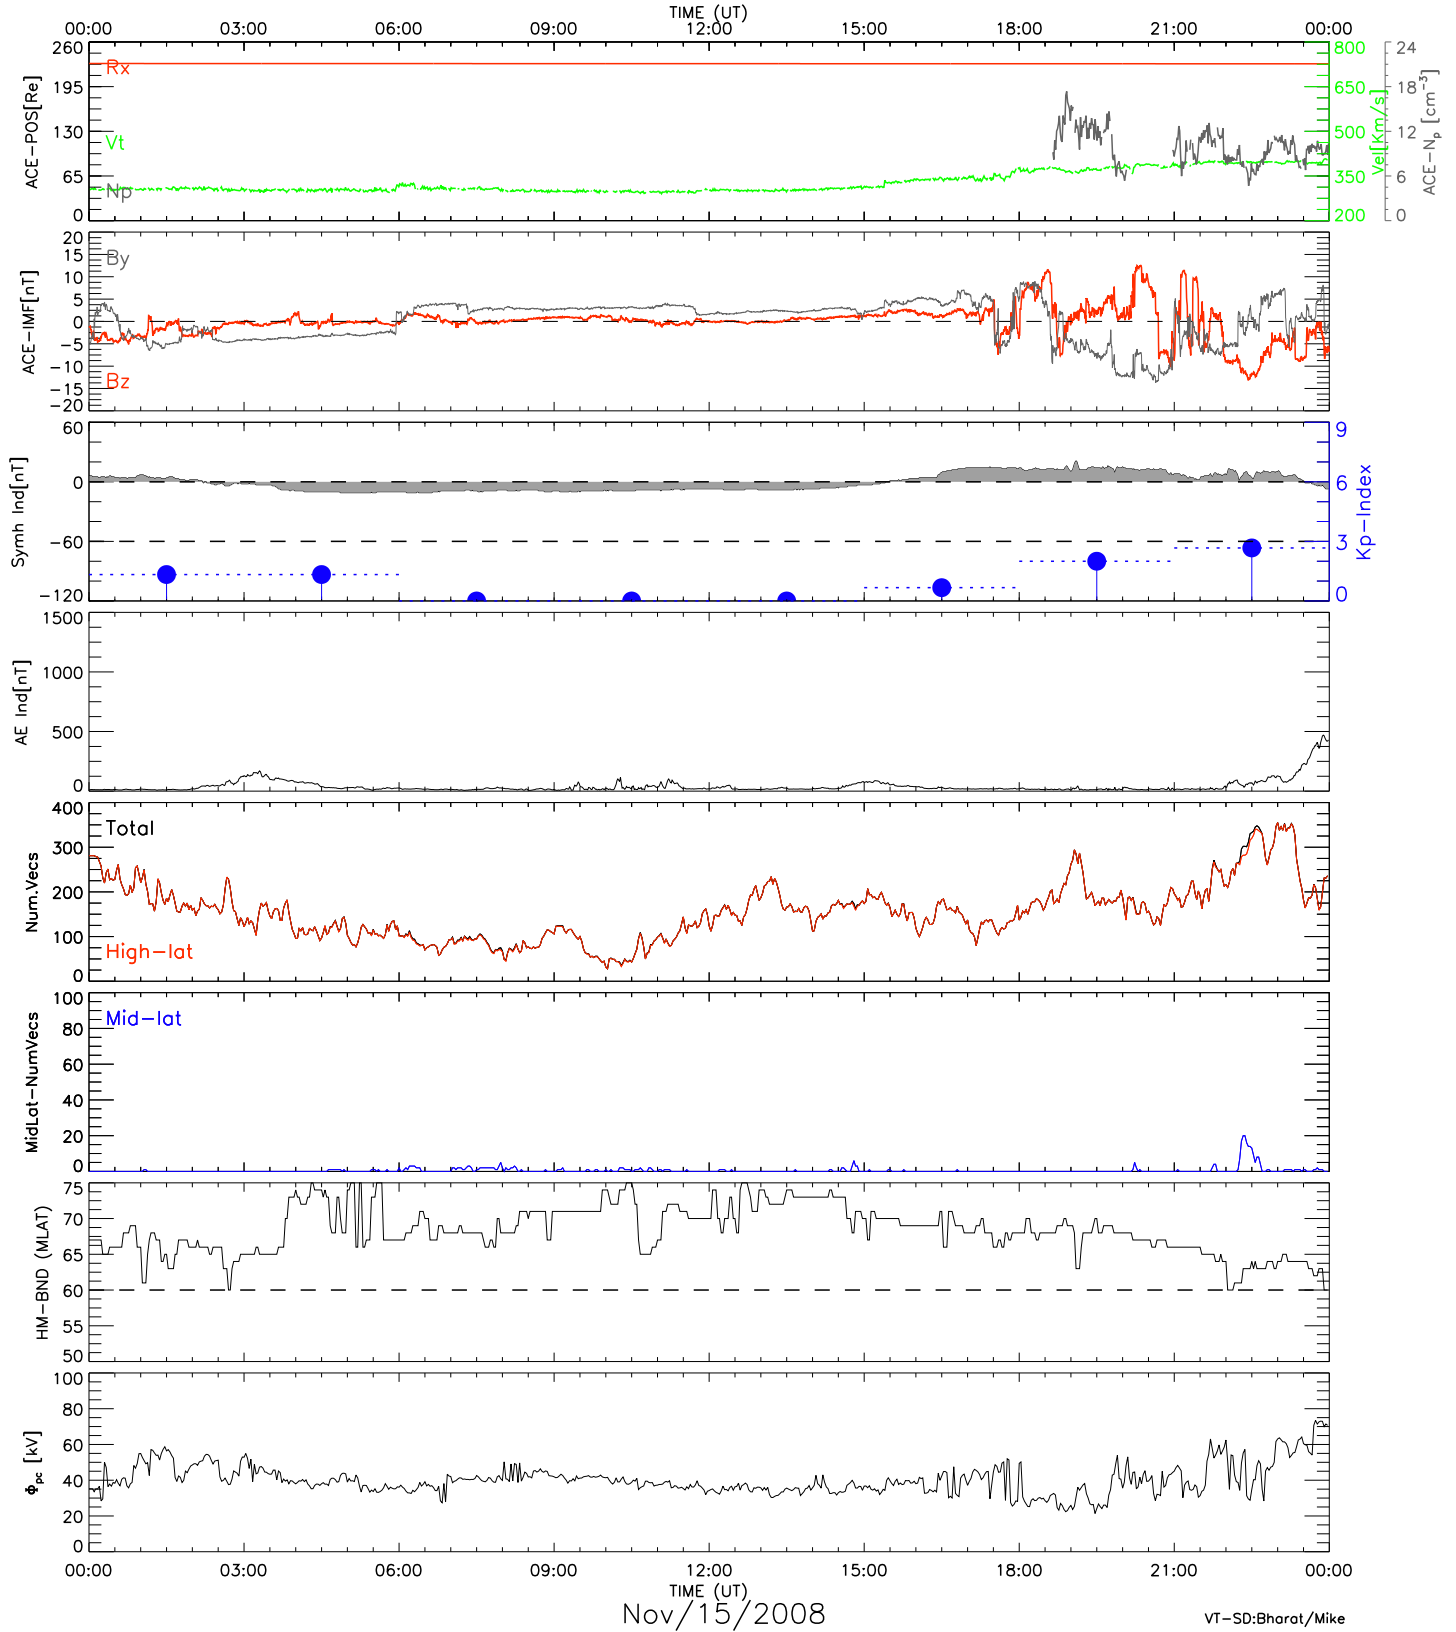 TIME (UT)
00:00 03:00 06:00 09:00 12:00 15:00 18:00 21:00 00:00
ACE-POS[Re]
260
195
130
65
0
Rx
Vt
Np
800
650
500
350
200
Vel[Km/s]
24
18
12
6
0
ACE-Np [cm⁻³]
ACE-IMF[nT]
20
15
10
5
0
-5
-10
-15
-20
By
Bz
Symh Ind[nT]
60
0
-60
-120
9
6
3
0
Kp-Index
AE Ind[nT]
1500
1000
500
0
Num.Vecs
400
300
200
100
0
Total
High-lat
MidLat-NumVecs
100
80
60
40
20
0
Mid-lat
HM-BND (MLAT)
75
70
65
60
55
50
Φpc [kV]
100
80
60
40
20
0
00:00 03:00 06:00 09:00 12:00 15:00 18:00 21:00 00:00
TIME (UT)
Nov/15/2008
VT-SD:Bharat/Mike